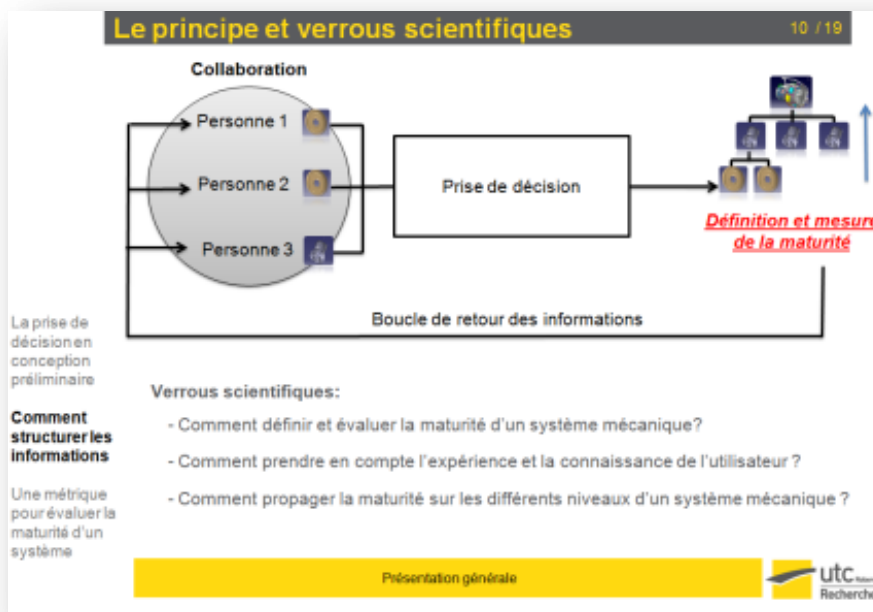 Le principe et verrous scientifiques
10 / 19
Collaboration
Personne 1
Personne 2
Personne 3
Prise de décision
Définition et mesure
de la maturité
Boucle de retour des informations
La prise de
décision en
conception
préliminaire
Comment
structurer les
informations
Une métrique
pour évaluer la
maturité d'un
système
Verrous scientifiques:
- Comment définir et évaluer la maturité d'un système mécanique?
- Comment prendre en compte l'expérience et la connaissance de l'utilisateur ?
- Comment propager la maturité sur les différents niveaux d'un système mécanique ?
Présentation générale
utc
Recherche